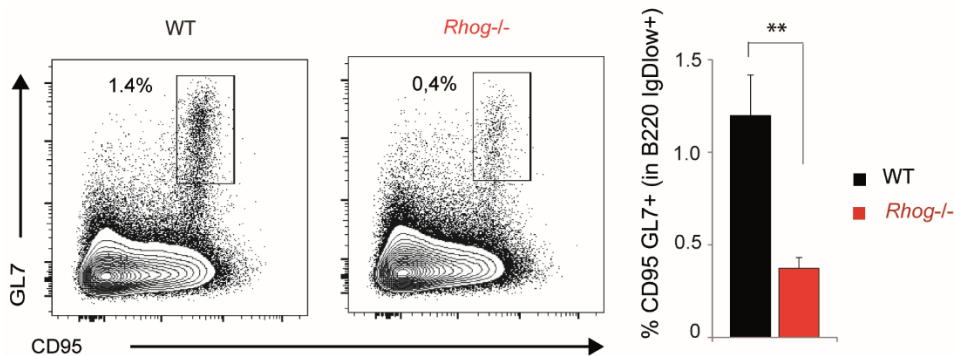 WT
Rhog-/-
1.4%
0,4%
GL7
CD95
**
% CD95 GL7+ (in B220 IgDlow+)
1.5
1.0
0.5
0
WT
Rhog-/-